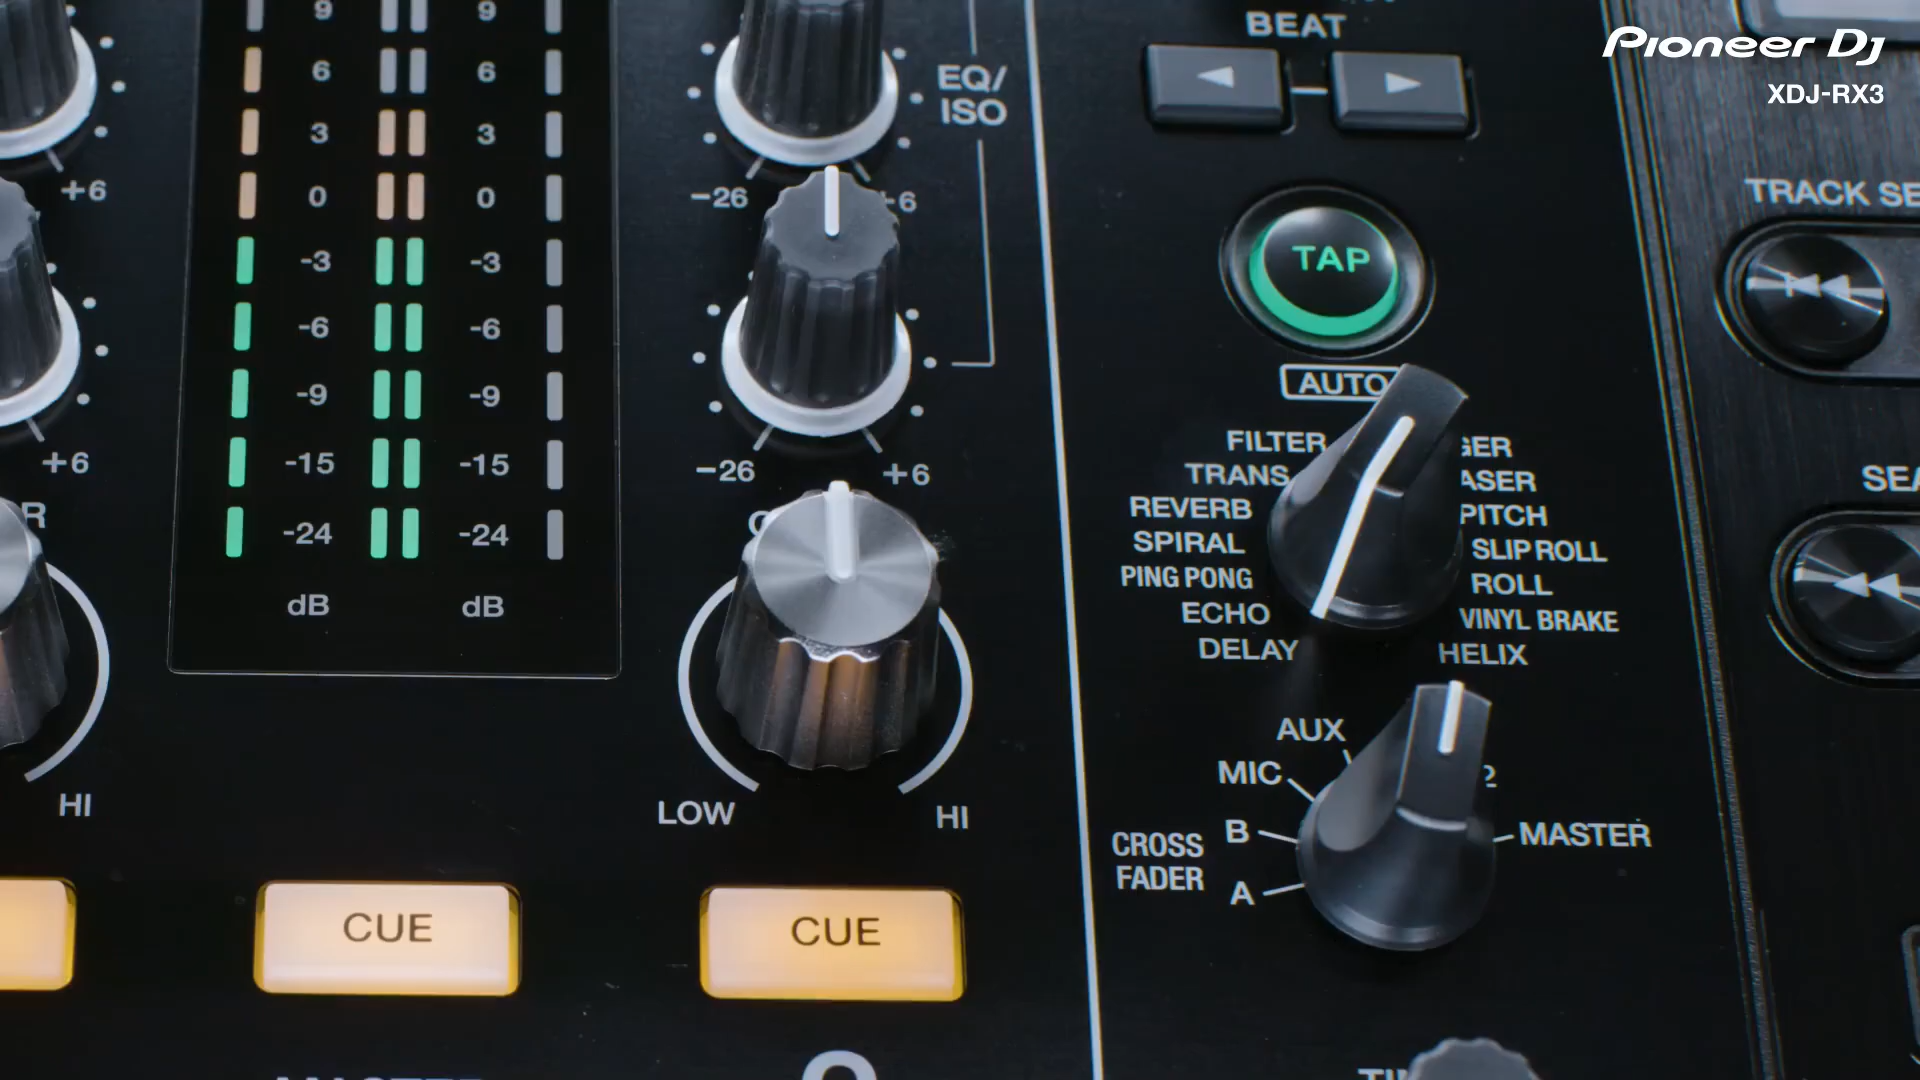 Pioneer Dj
XDJ-RX3
BEAT
9
9
6
6
3
3
0
0
-3
-3
-6
-6
-9
-9
-15
-15
-24
-24
dB
dB
+6
+6
HI
EQ/
ISO
-26
-26
+6
LOW
HI
CUE
CUE
TAP
AUTO
FILTER
TRANS
REVERB
SPIRAL
PING PONG
ECHO
DELAY
PITCH
SLIP ROLL
ROLL
VINYL BRAKE
HELIX
AUX
MIC
B
A
CROSS
FADER
2
MASTER
TRACK